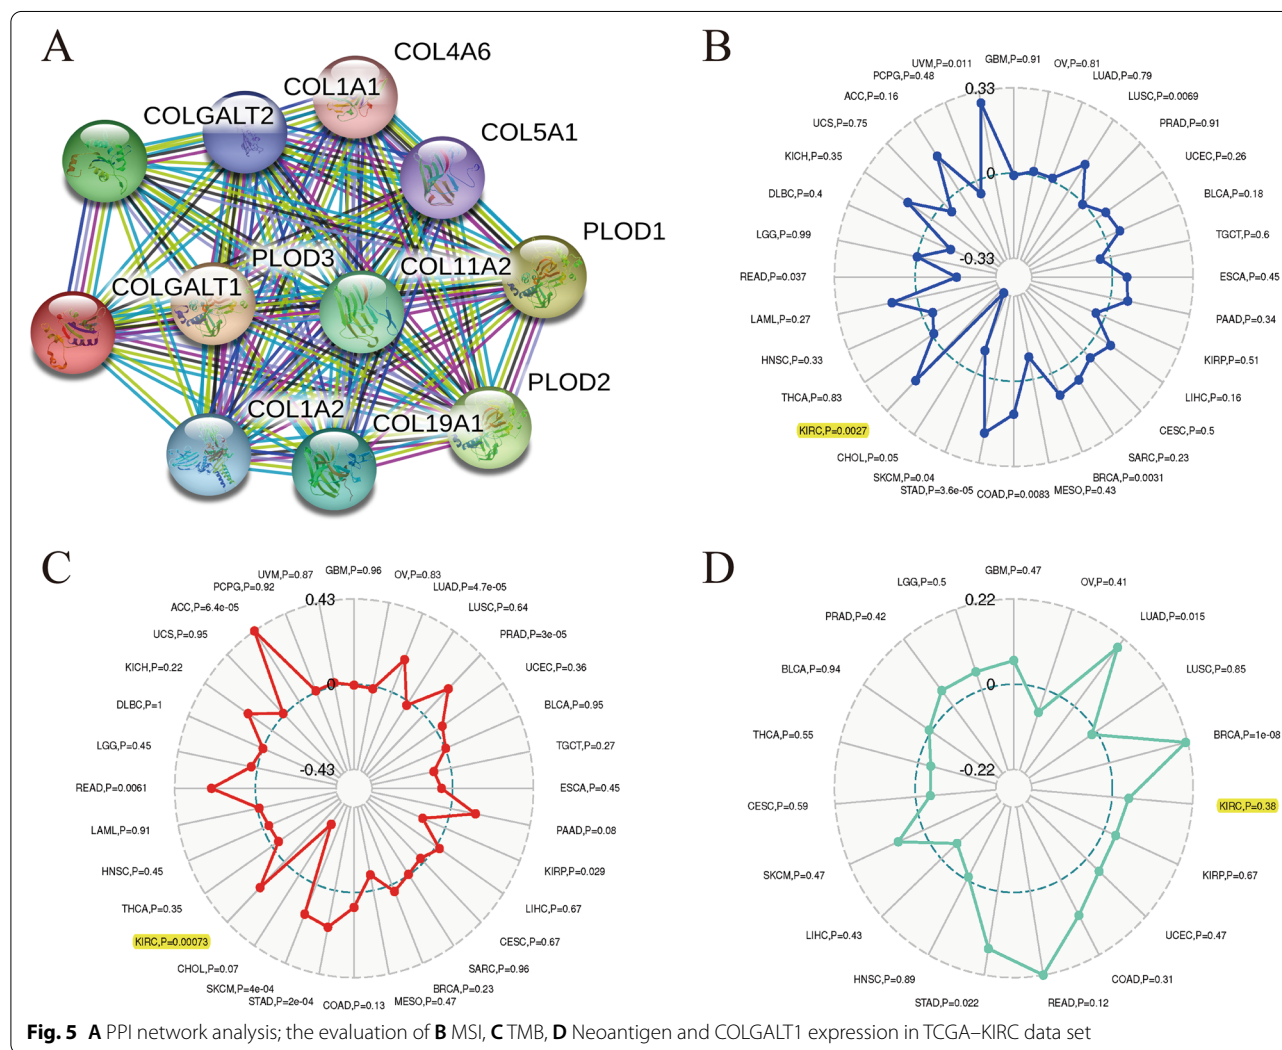 A
COL4A6
COL1A1
COLGALT2
COL5A1
PLOD1
PLOD3
COL11A2
COLGALT1
PLOD2
COL1A2
COL19A1
B
GBM,P=0.91
OV,P=0.81
LUAD,P=0.79
LUSC,P=0.0069
PRAD,P=0.91
UCEC,P=0.26
BLCA,P=0.18
TGCT,P=0.6
ESCA,P=0.45
PAAD,P=0.34
KIRP,P=0.51
LIHC,P=0.16
CESC,P=0.5
SARC,P=0.23
BRCA,P=0.0031
MESO,P=0.43
COAD,P=0.0083
STAD,P=3.6e-05
SKCM,P=0.04
CHOL,P=0.05
KIRC,P=0.0027
THCA,P=0.83
HNSC,P=0.33
LAML,P=0.27
READ,P=0.037
LGG,P=0.99
DLBC,P=0.4
KICH,P=0.35
UCS,P=0.75
ACC,P=0.16
PCPG,P=0.48
UVM,P=0.011
0.33
0
-0.33
C
GBM,P=0.96
OV,P=0.83
LUAD,P=4.7e-05
LUSC,P=0.64
PRAD,P=3e-05
UCEC,P=0.36
BLCA,P=0.95
TGCT,P=0.27
ESCA,P=0.45
PAAD,P=0.08
KIRP,P=0.029
LIHC,P=0.67
CESC,P=0.67
SARC,P=0.96
BRCA,P=0.23
MESO,P=0.47
COAD,P=0.13
STAD,P=2e-04
SKCM,P=4e-04
CHOL,P=0.07
KIRC,P=0.00073
THCA,P=0.35
HNSC,P=0.45
LAML,P=0.91
READ,P=0.0061
LGG,P=0.45
DLBC,P=1
KICH,P=0.22
UCS,P=0.95
ACC,P=6.4e-05
PCPG,P=0.92
UVM,P=0.87
0.43
0
-0.43
D
GBM,P=0.47
OV,P=0.41
LUAD,P=0.015
LUSC,P=0.85
BRCA,P=1e-08
KIRC,P=0.38
KIRP,P=0.67
UCEC,P=0.47
COAD,P=0.31
READ,P=0.12
STAD,P=0.022
HNSC,P=0.89
LIHC,P=0.43
SKCM,P=0.47
CESC,P=0.59
THCA,P=0.55
BLCA,P=0.94
PRAD,P=0.42
LGG,P=0.5
0.22
0
-0.22
Fig. 5 A PPI network analysis; the evaluation of B MSI, C TMB, D Neoantigen and COLGALT1 expression in TCGA–KIRC data set